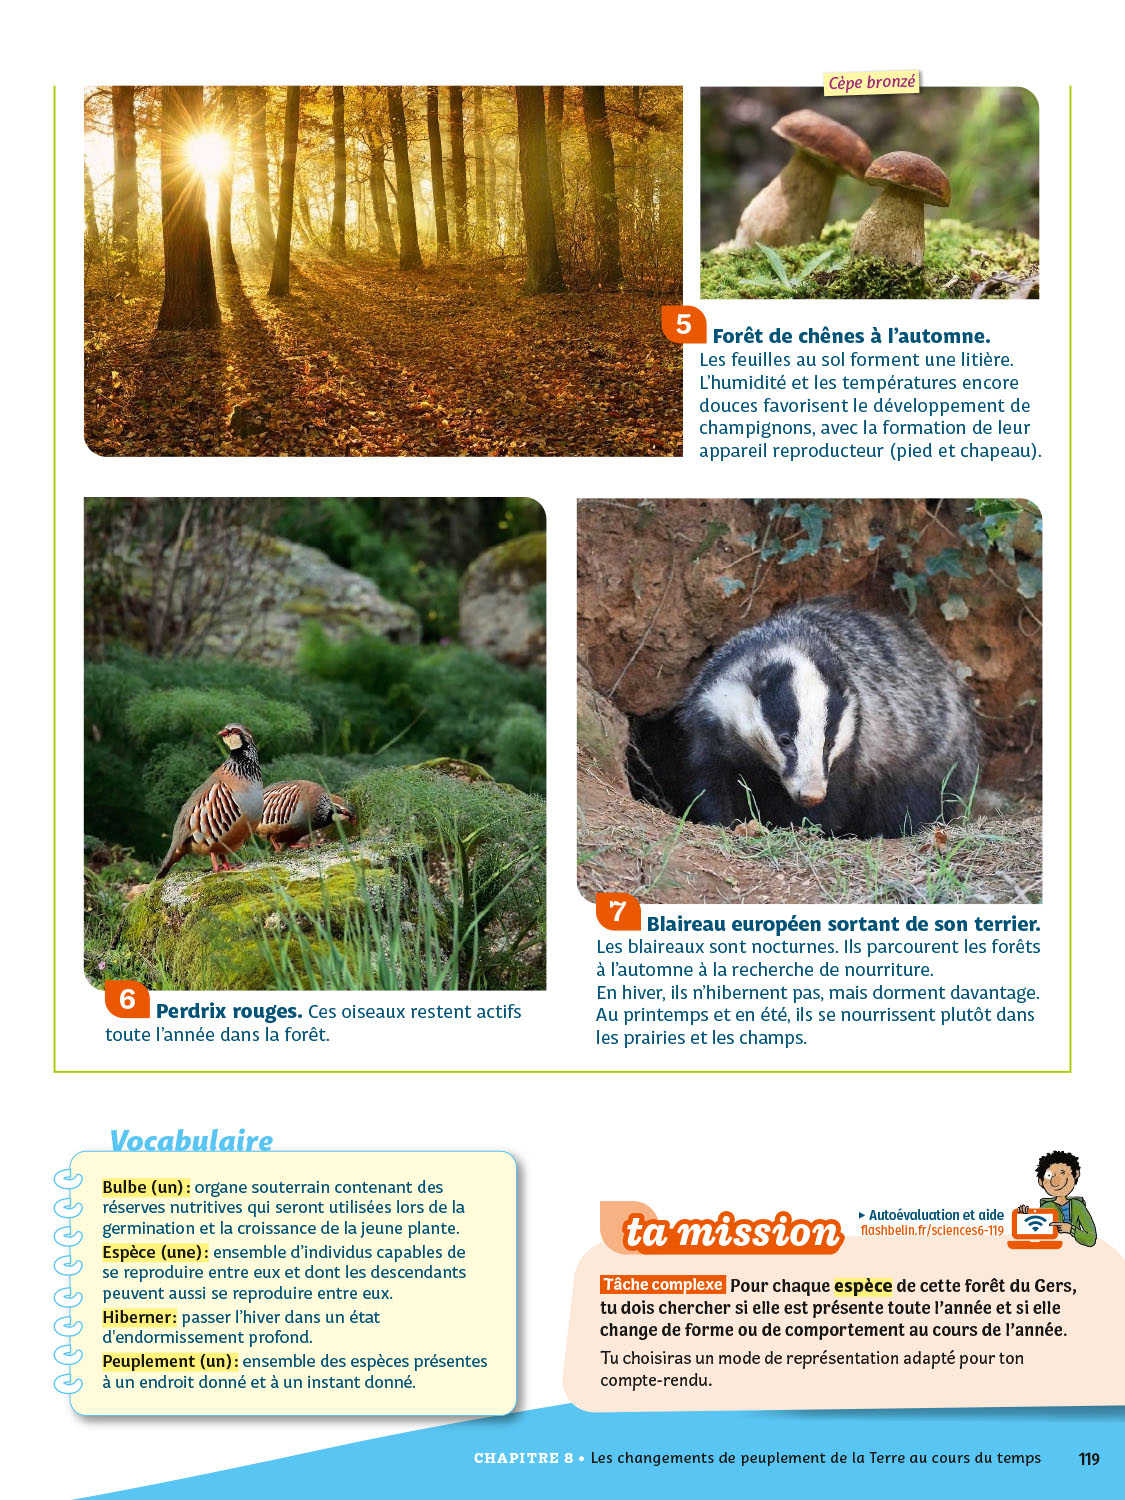 Cèpe bronzé
5 Forêt de chênes à l'automne.
Les feuilles au sol forment une litière.
L'humidité et les températures encore
douces favorisent le développement de
champignons, avec la formation de leur
appareil reproducteur (pied et chapeau).
6 Perdrix rouges. Ces oiseaux restent actifs
toute l'année dans la forêt.
7 Blaireau européen sortant de son terrier.
Les blaireaux sont nocturnes. Ils parcourent les forêts
à l'automne à la recherche de nourriture.
En hiver, ils n'hibernent pas, mais dorment davantage.
Au printemps et en été, ils se nourrissent plutôt dans
les prairies et les champs.
Vocabulaire
Bulbe (un) : organe souterrain contenant des
réserves nutritives qui seront utilisées lors de la
germination et la croissance de la jeune plante.
Espèce (une) : ensemble d'individus capables de
se reproduire entre eux et dont les descendants
peuvent aussi se reproduire entre eux.
Hiberner : passer l'hiver dans un état
d'endormissement profond.
Peuplement (un) : ensemble des espèces présentes
à un endroit donné et à un instant donné.
ta mission
▸ Autoévaluation et aide
flashbelin.fr/sciences6-119
Tâche complexe Pour chaque espèce de cette forêt du Gers,
tu dois chercher si elle est présente toute l'année et si elle
change de forme ou de comportement au cours de l'année.
Tu choisiras un mode de représentation adapté pour ton
compte-rendu.
CHAPITRE 8 • Les changements de peuplement de la Terre au cours du temps 119